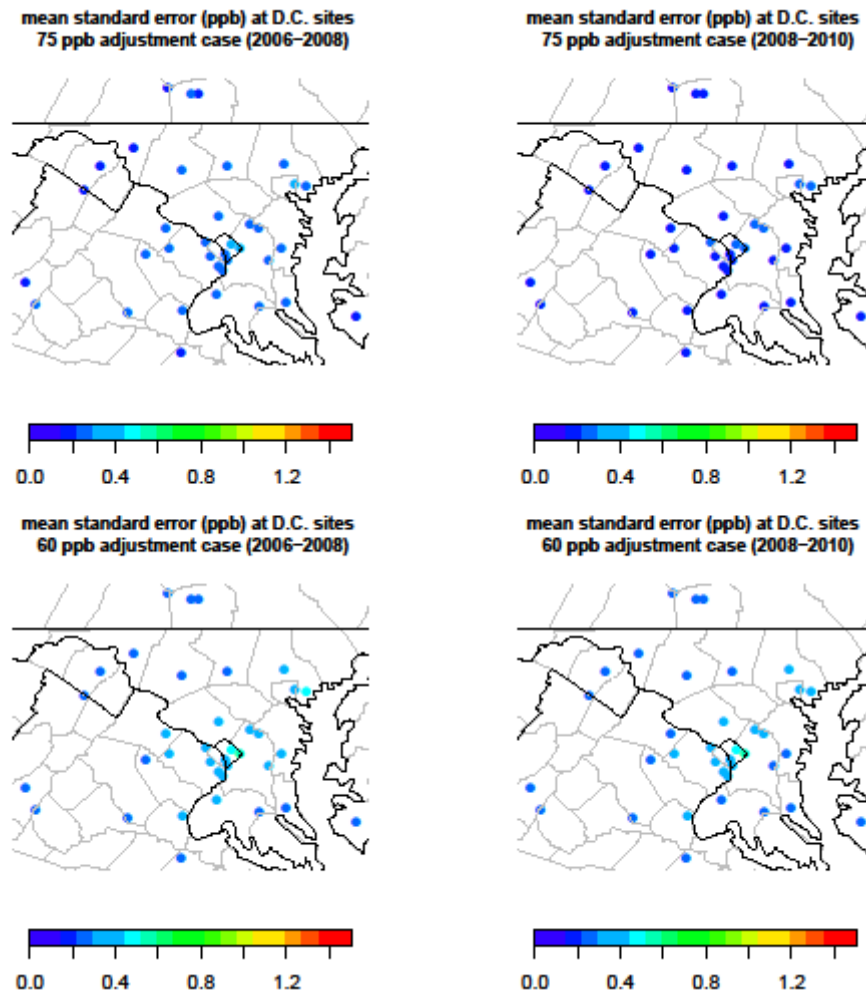 mean standard error (ppb) at D.C. sites
75 ppb adjustment case (2006−2008)
mean standard error (ppb) at D.C. sites
75 ppb adjustment case (2008−2010)
0.0 0.4 0.8 1.2
0.0 0.4 0.8 1.2
mean standard error (ppb) at D.C. sites
60 ppb adjustment case (2006−2008)
mean standard error (ppb) at D.C. sites
60 ppb adjustment case (2008−2010)
0.0 0.4 0.8 1.2
0.0 0.4 0.8 1.2